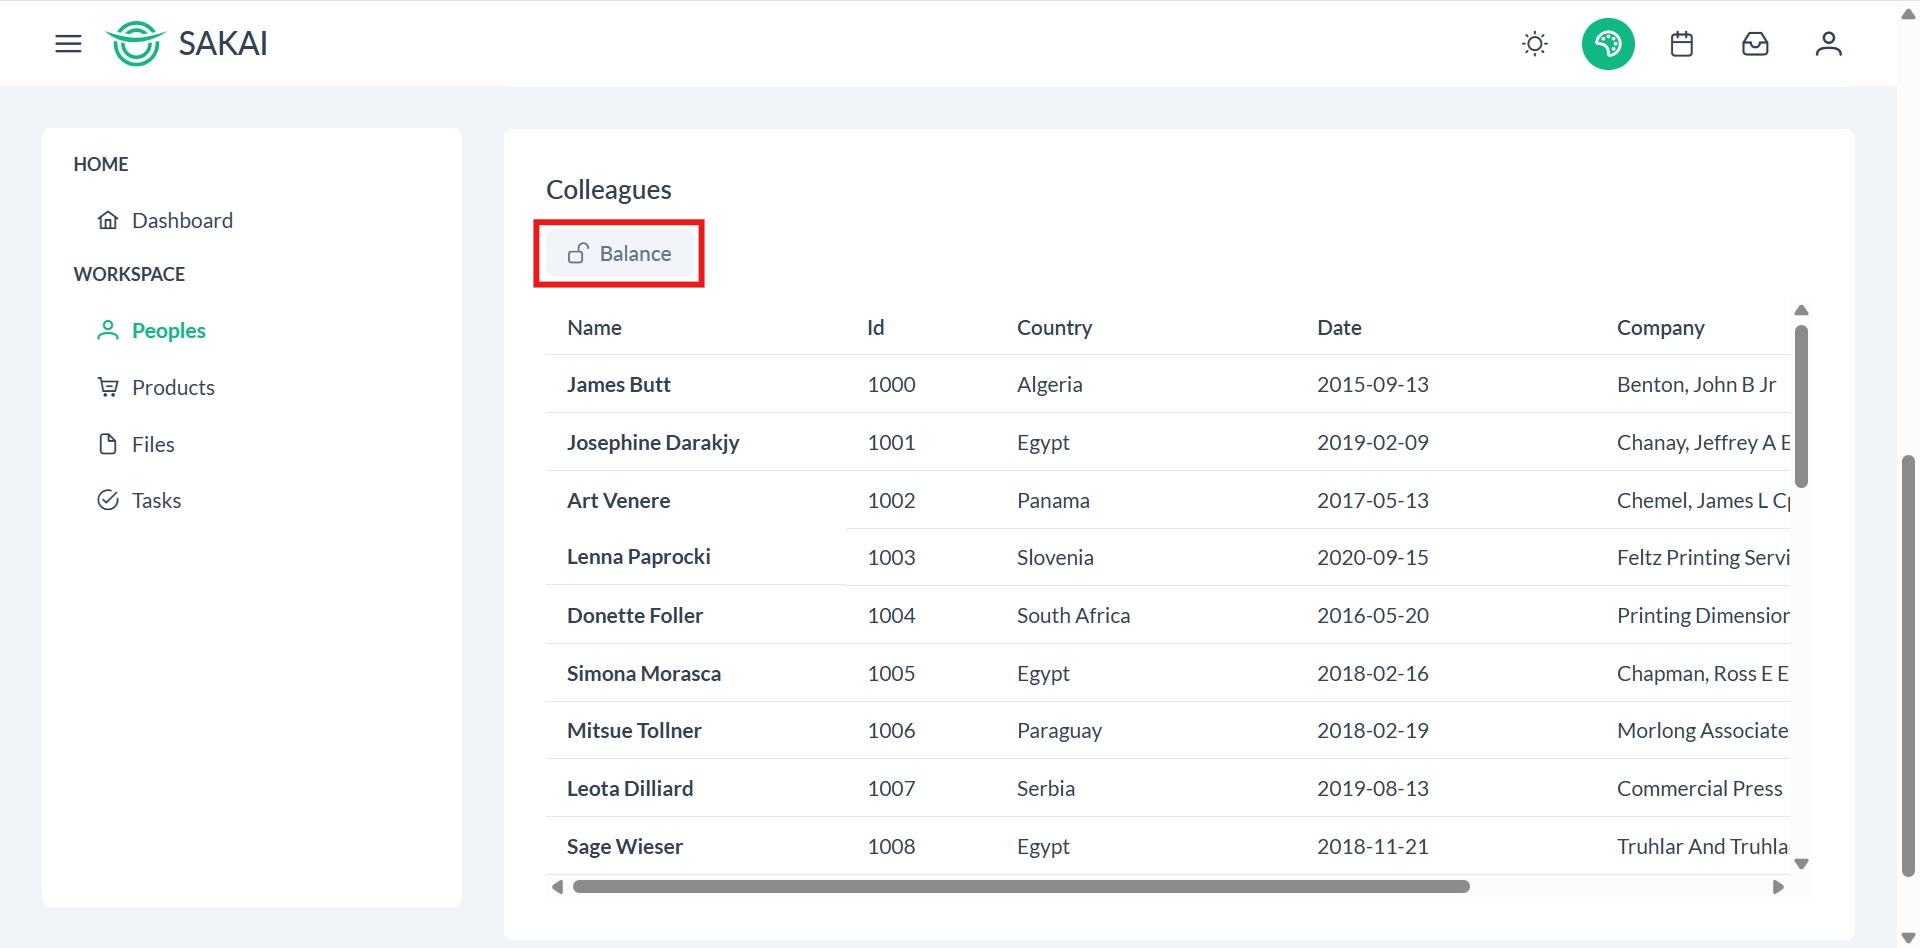 SAKAI
HOME
Dashboard
WORKSPACE
Peoples
Products
Files
Tasks
Colleagues
Balance
Name Id Country Date Company
James Butt 1000 Algeria 2015-09-13 Benton, John B Jr
Josephine Darakjy 1001 Egypt 2019-02-09 Chanay, Jeffrey A E
Art Venere 1002 Panama 2017-05-13 Chemel, James L Cp
Lenna Paprocki 1003 Slovenia 2020-09-15 Feltz Printing Servi
Donette Foller 1004 South Africa 2016-05-20 Printing Dimension
Simona Morasca 1005 Egypt 2018-02-16 Chapman, Ross E E
Mitsue Tollner 1006 Paraguay 2018-02-19 Morlong Associate
Leota Dilliard 1007 Serbia 2019-08-13 Commercial Press
Sage Wieser 1008 Egypt 2018-11-21 Truhlar And Truhla